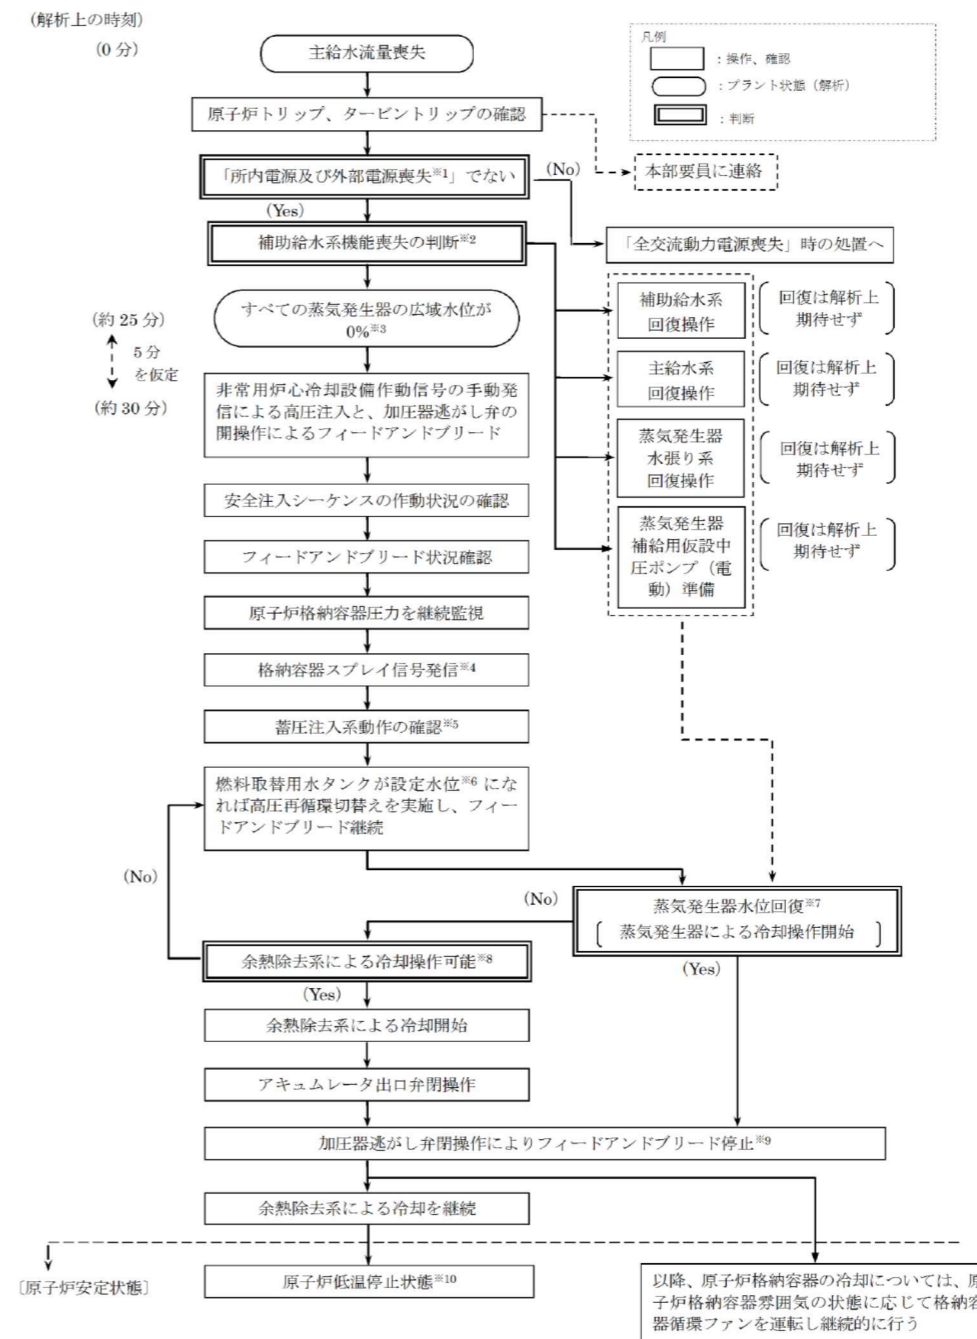 (解析上の時刻)
(0 分)
主給水流量喪失
凡例
：操作、確認
：プラント状態（解析）
：判断
原子炉トリップ、タービントリップの確認
本部要員に連絡
「所内電源及び外部電源喪失※1」でない
(No)
(Yes)
補助給水系機能喪失の判断※2
「全交流動力電源喪失」時の処置へ
(約 25 分)
5 分
を仮定
(約 30 分)
すべての蒸気発生器の広域水位が
0%※3
補助給水系
回復操作
回復は解析上
期待せず
主給水系
回復操作
回復は解析上
期待せず
蒸気発生器
水張り系
回復操作
回復は解析上
期待せず
蒸気発生器
補給用仮設中
圧ポンプ（電
動）準備
回復は解析上
期待せず
非常用炉心冷却設備作動信号の手動発
信による高圧注入と、加圧器逃がし弁の
開操作によるフィードアンドブリード
安全注入シーケンスの作動状況の確認
フィードアンドブリード状況確認
原子炉格納容器圧力を継続監視
格納容器スプレイ信号発信※4
蓄圧注入系動作の確認※5
燃料取替用水タンクが設定水位※6 にな
れば高圧再循環切替えを実施し、フィー
ドアンドブリード継続
(No)
(No)
蒸気発生器水位回復※7
蒸気発生器による冷却操作開始
(Yes)
余熱除去系による冷却操作可能※8
(Yes)
余熱除去系による冷却開始
アキュムレータ出口弁閉操作
加圧器逃がし弁閉操作によりフィードアンドブリード停止※9
余熱除去系による冷却を継続
〔原子炉安定状態〕
原子炉低温停止状態※10
以降、原子炉格納容器の冷却については、原
子炉格納容器雰囲気の状態に応じて格納容
器循環ファンを運転し継続的に行う